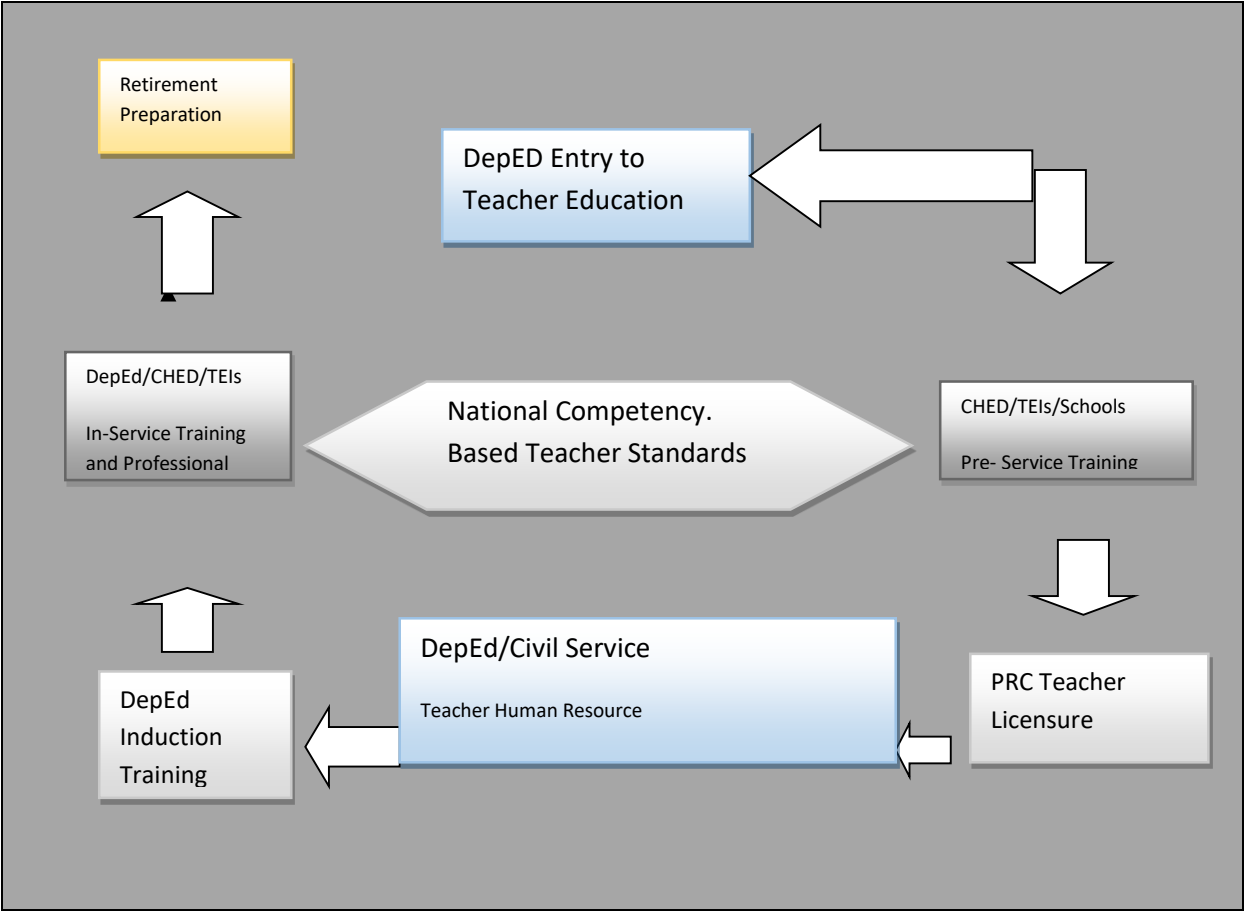 Retirement
Preparation
DepED Entry to
Teacher Education
DepEd/CHED/TEIs
In-Service Training
and Professional
National Competency.
Based Teacher Standards
CHED/TEIs/Schools
Pre- Service Training
DepEd/Civil Service
Teacher Human Resource
PRC Teacher
Licensure
DepEd
Induction
Training